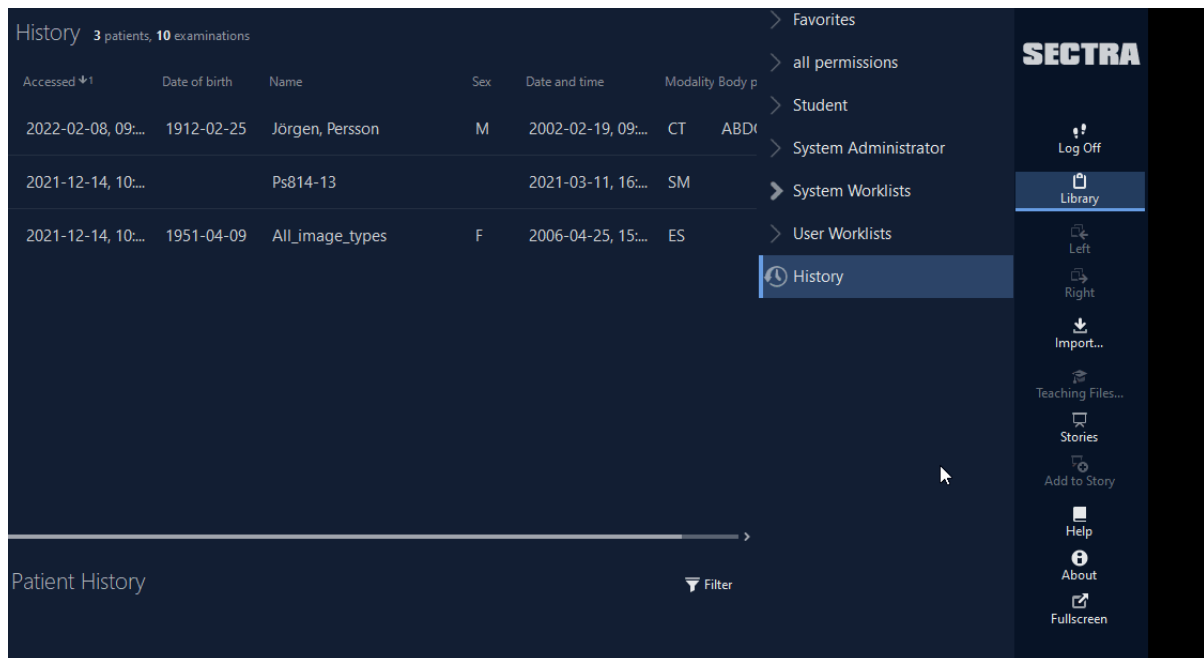 History 3 patients, 10 examinations
Accessed 1 Date of birth Name Sex Date and time Modality Body p
2022-02-08, 09:... 1912-02-25 Jörgen, Persson M 2002-02-19, 09:... CT ABDO
2021-12-14, 10:... Ps814-13 2021-03-11, 16:... SM
2021-12-14, 10:... 1951-04-09 All_image_types F 2006-04-25, 15:... ES
Patient History
Filter
Favorites
all permissions
Student
System Administrator
System Worklists
User Worklists
History
SECTRA
Log Off
Library
Left
Right
Import...
Teaching Files...
Stories
Add to Story
Help
About
Fullscreen